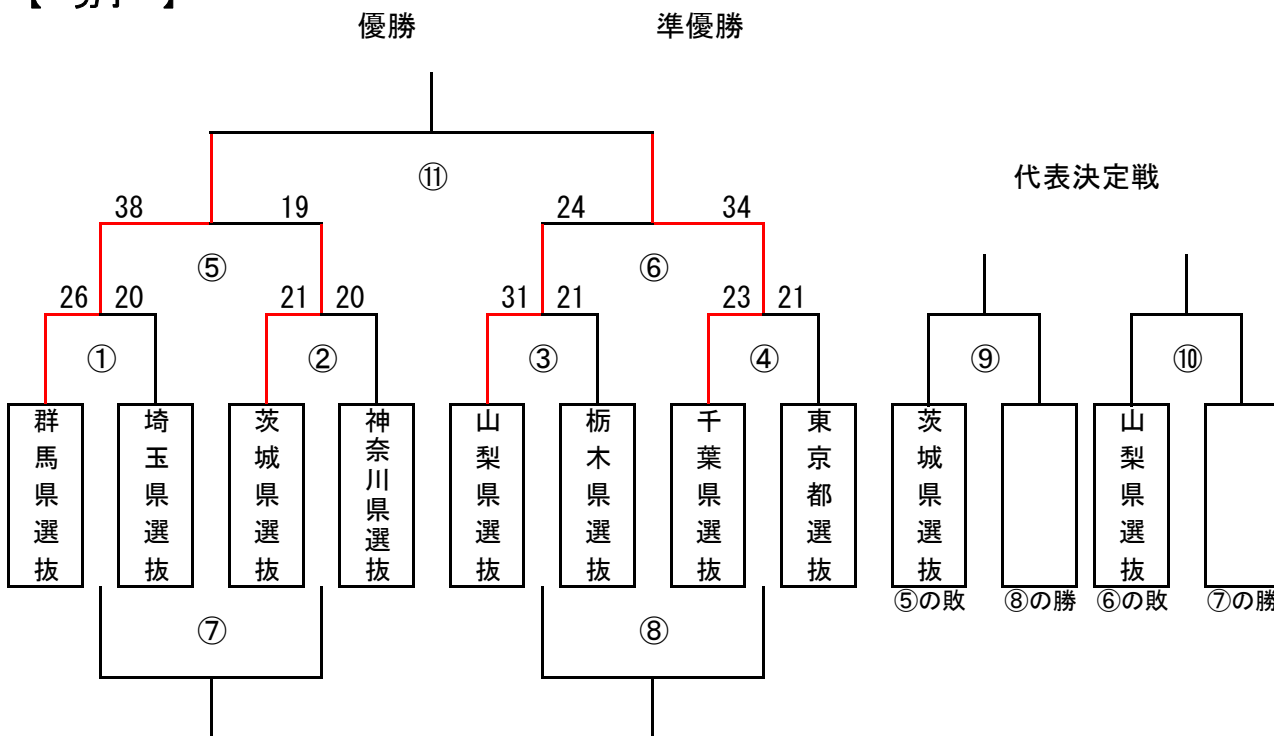 優勝 準優勝
⑪
代表決定戦
38 19 24 34
⑤ ⑥
26 20 21 20 31 21 23 21
① ② ③ ④ ⑨ ⑩
群馬県選抜
埼玉県選抜
茨城県選抜
神奈川県選抜
山梨県選抜
栃木県選抜
千葉県選抜
東京都選抜
茨城県選抜
山梨県選抜
⑤の敗 ⑧の勝 ⑥の敗 ⑦の勝
⑦ ⑧